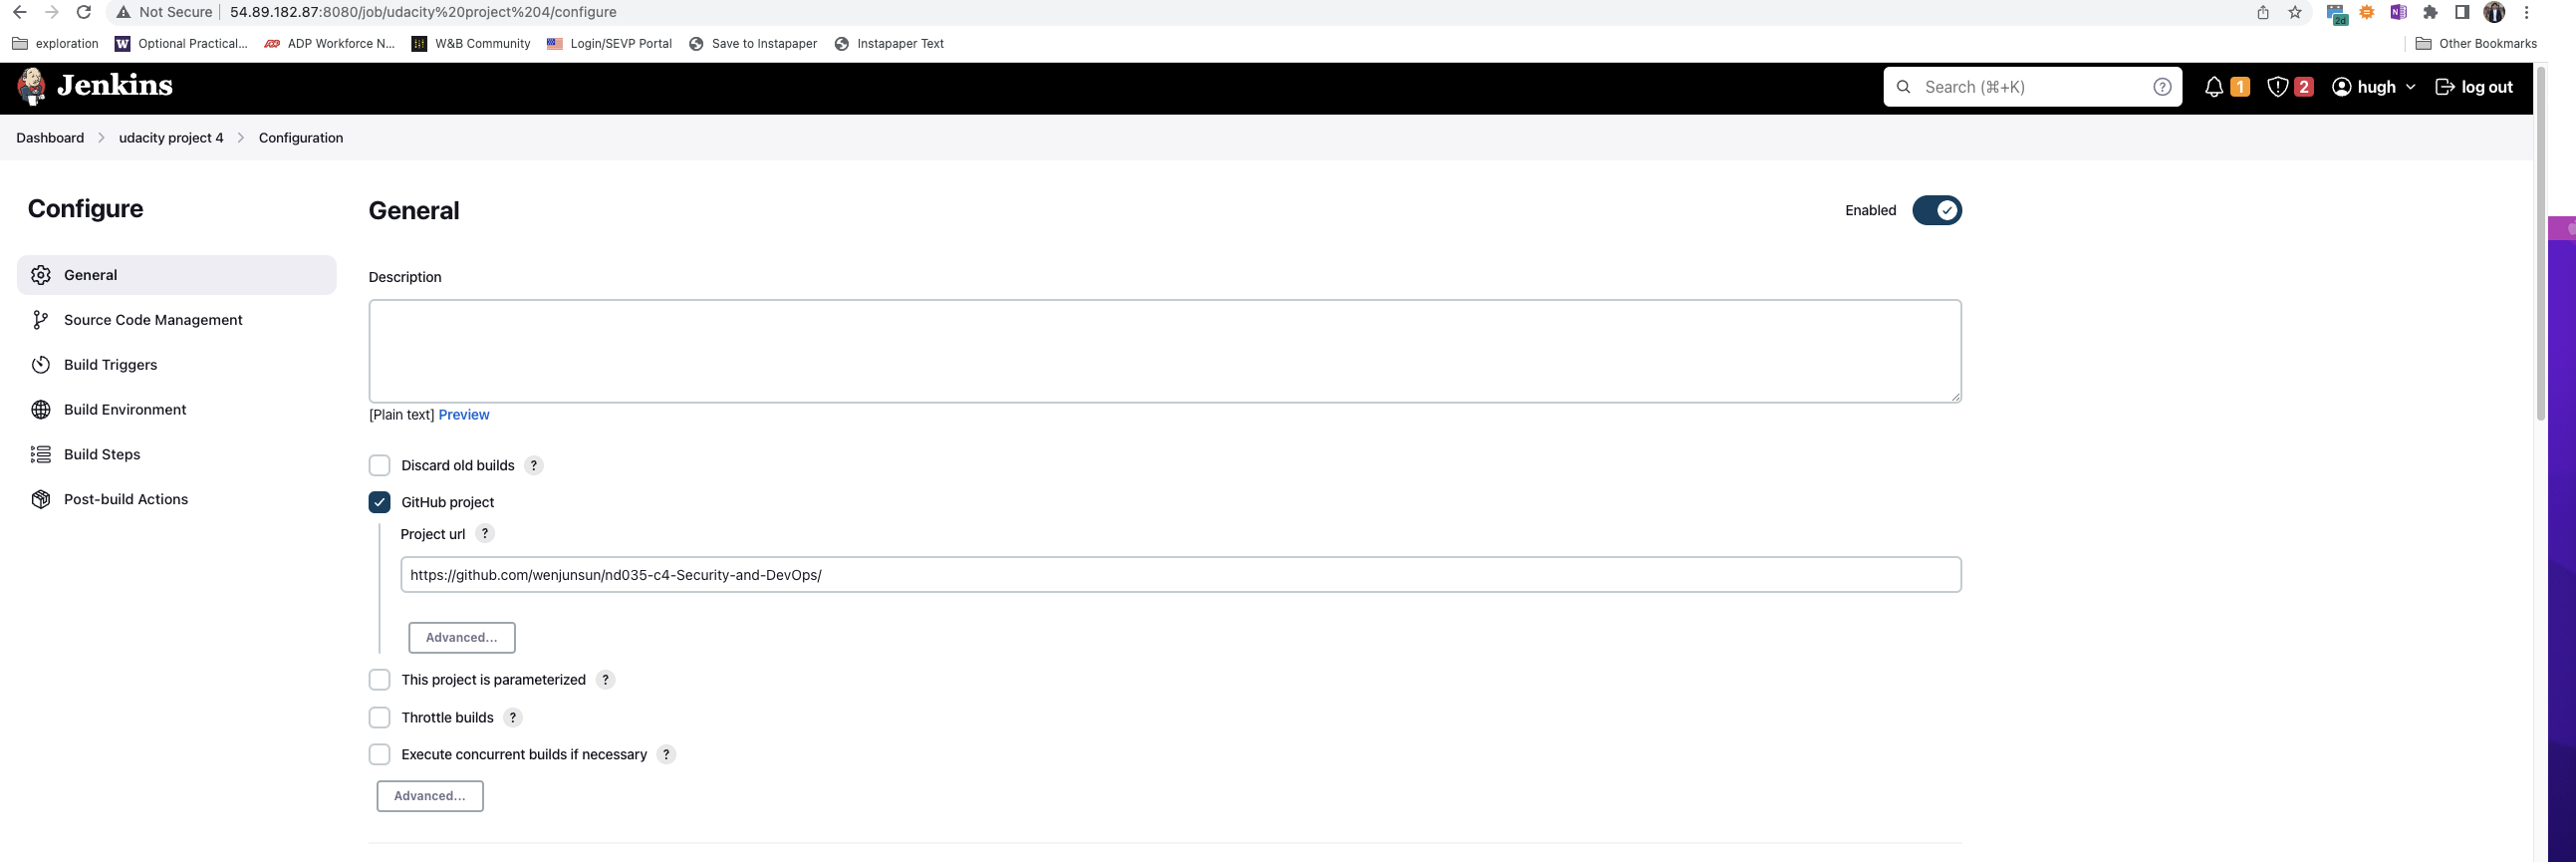 Not Secure 54.89.182.87:8080/job/udacity%20project%204/configure
2d
exploration Optional Practical... ADP Workforce N... W&B Community Login/SEVP Portal Save to Instapaper Instapaper Text Other Bookmarks
Jenkins Search (⌘+K) ? 1 2 hugh log out
Dashboard udacity project 4 Configuration
Configure
General
Source Code Management
Build Triggers
Build Environment
Build Steps
Post-build Actions
General Enabled
Description
[Plain text] Preview
Discard old builds ?
GitHub project
Project url ?
https://github.com/wenjunsun/nd035-c4-Security-and-DevOps/
Advanced...
This project is parameterized ?
Throttle builds ?
Execute concurrent builds if necessary ?
Advanced...